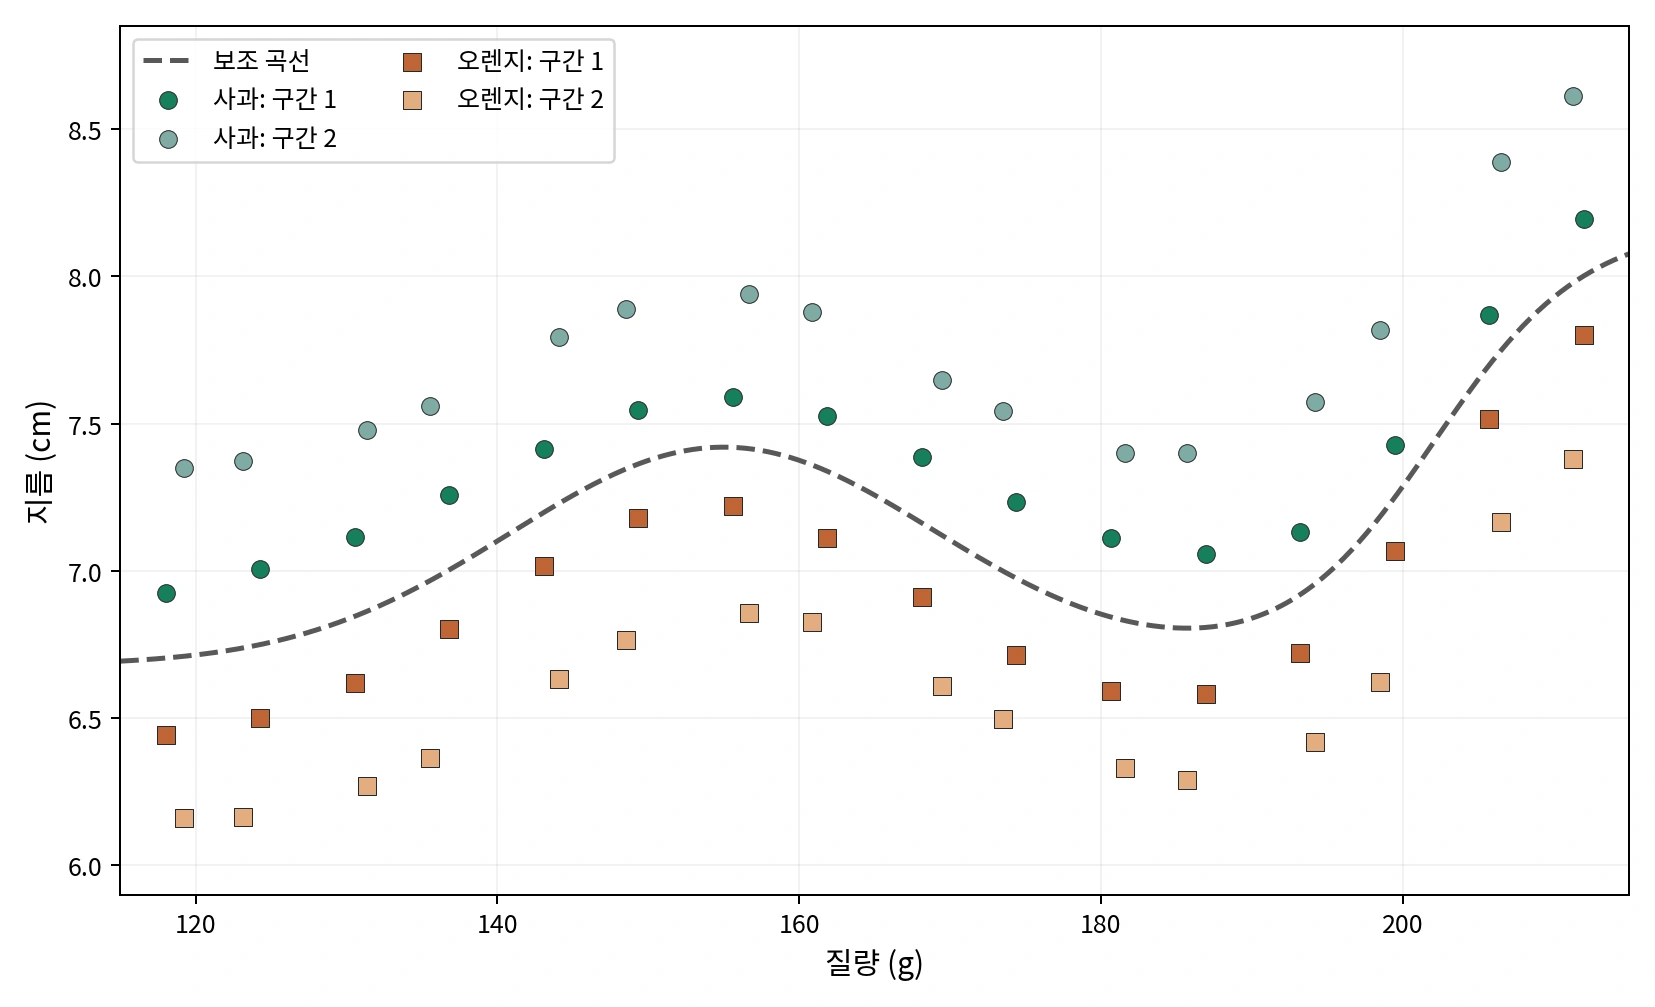 보조 곡선
사과: 구간 1
사과: 구간 2
오렌지: 구간 1
오렌지: 구간 2
8.5
8.0
7.5
7.0
6.5
6.0
지름 (cm)
120 140 160 180 200
질량 (g)